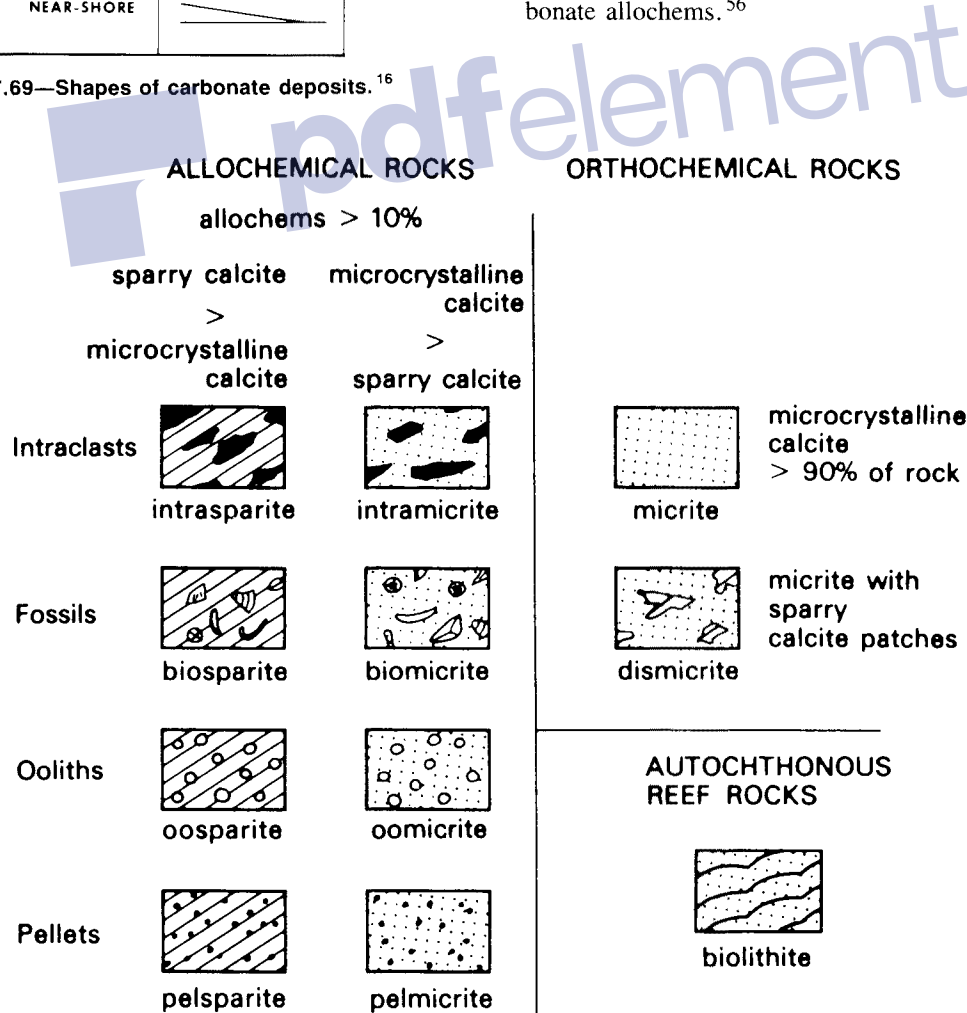 NEAR-SHORE
bonate allochems.56
.69—Shapes of carbonate deposits.16
pdfelement
ALLOCHEMICAL ROCKS
allochems > 10%
sparry calcite
>
microcrystalline
calcite
microcrystalline
calcite
>
sparry calcite
ORTHOCHEMICAL ROCKS
Intraclasts
intrasparite
intramicrite
micrite
microcrystalline
calcite
> 90% of rock
Fossils
biosparite
biomicrite
dismicrite
micrite with
sparry
calcite patches
Ooliths
oosparite
oomicrite
AUTOCHTHONOUS
REEF ROCKS
biolithite
Pellets
pelsparite
pelmicrite